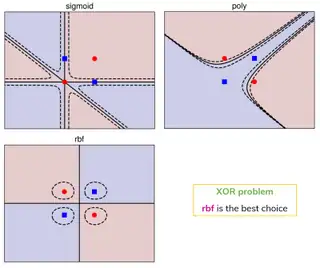 sigmoid
poly
rbf
XOR problem
rbf is the best choice